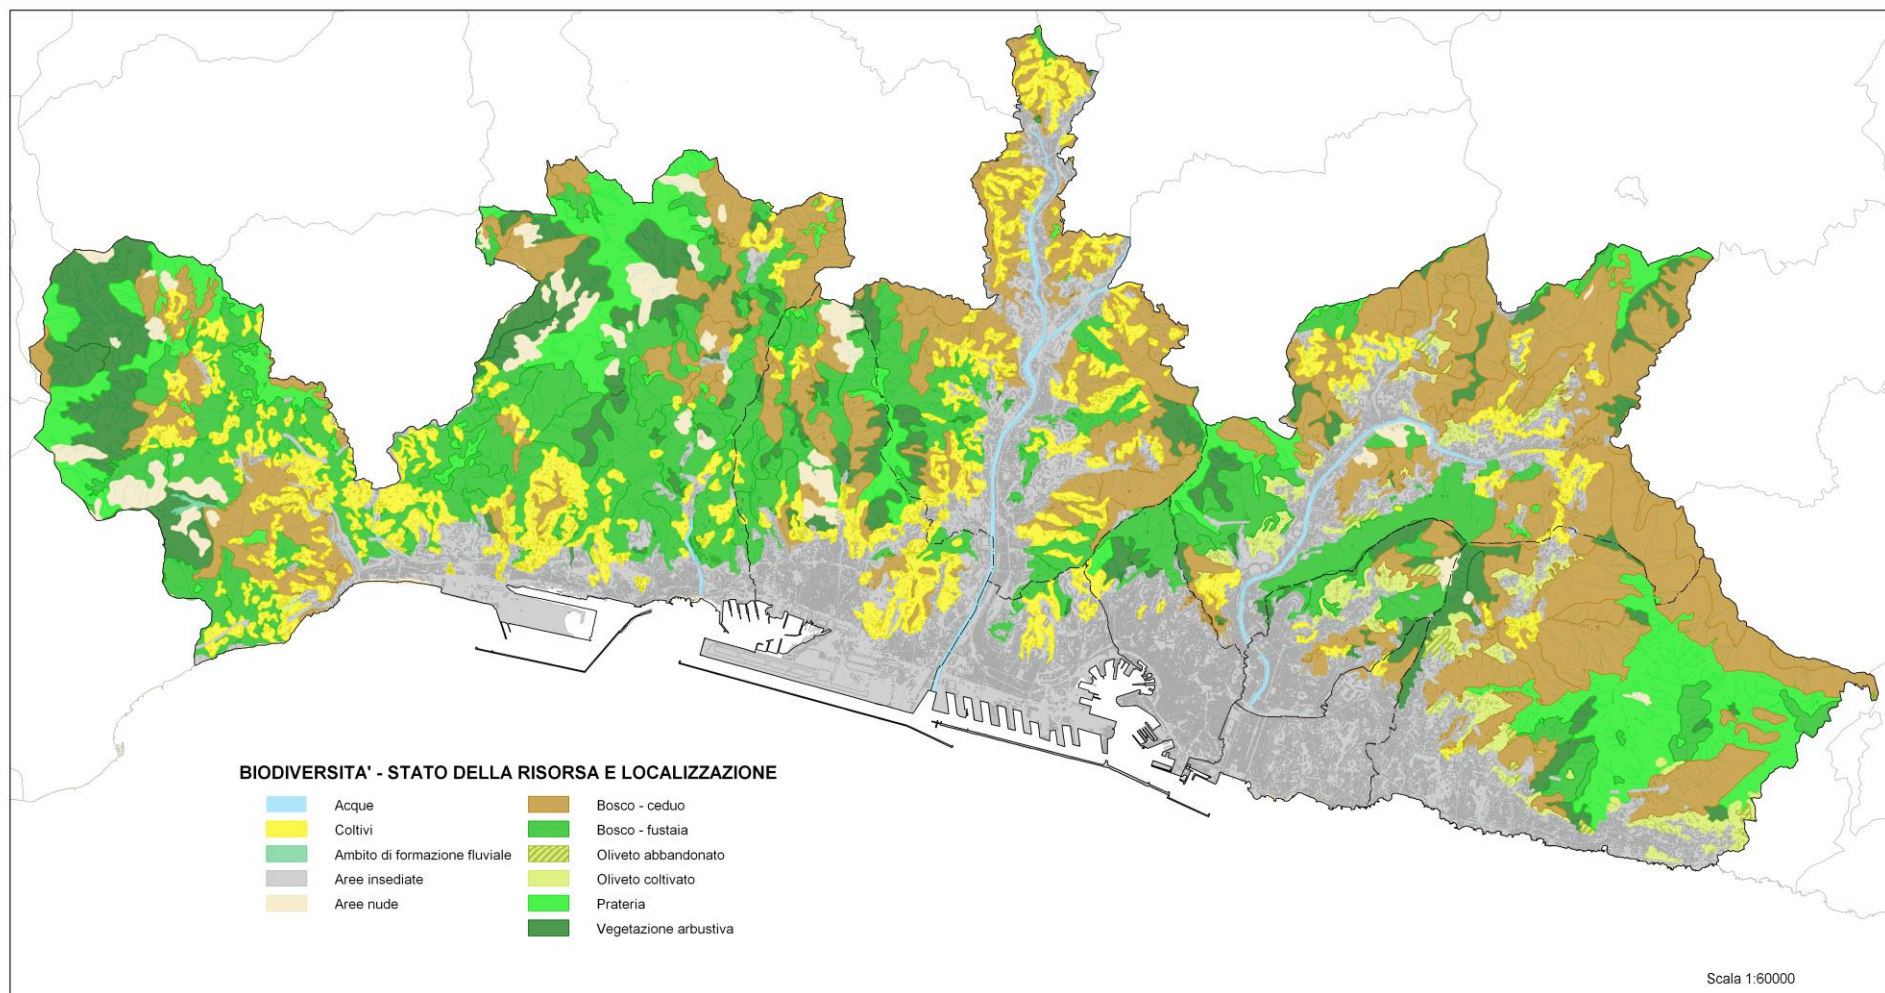 BIODIVERSITA' - STATO DELLA RISORSA E LOCALIZZAZIONE
Acque
Coltivi
Ambito di formazione fluviale
Aree insediate
Aree nude
Bosco - ceduo
Bosco - fustaia
Oliveto abbandonato
Oliveto coltivato
Prateria
Vegetazione arbustiva
Scala 1:60000